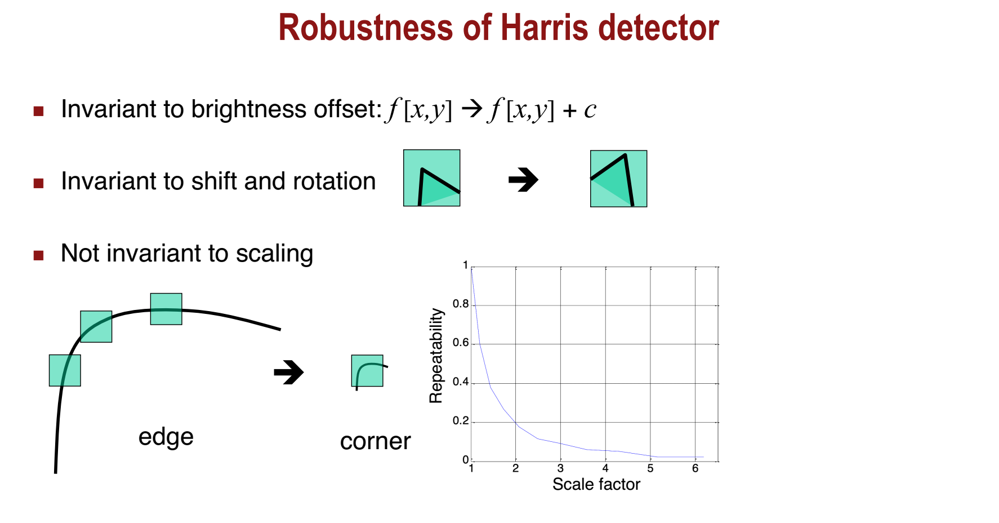 Robustness of Harris detector
Invariant to brightness offset: f [x,y] → f [x,y] + c
Invariant to shift and rotation
Not invariant to scaling
edge
corner
Repeatability
1
0.8
0.6
0.4
0.2
0
1 2 3 4 5 6
Scale factor